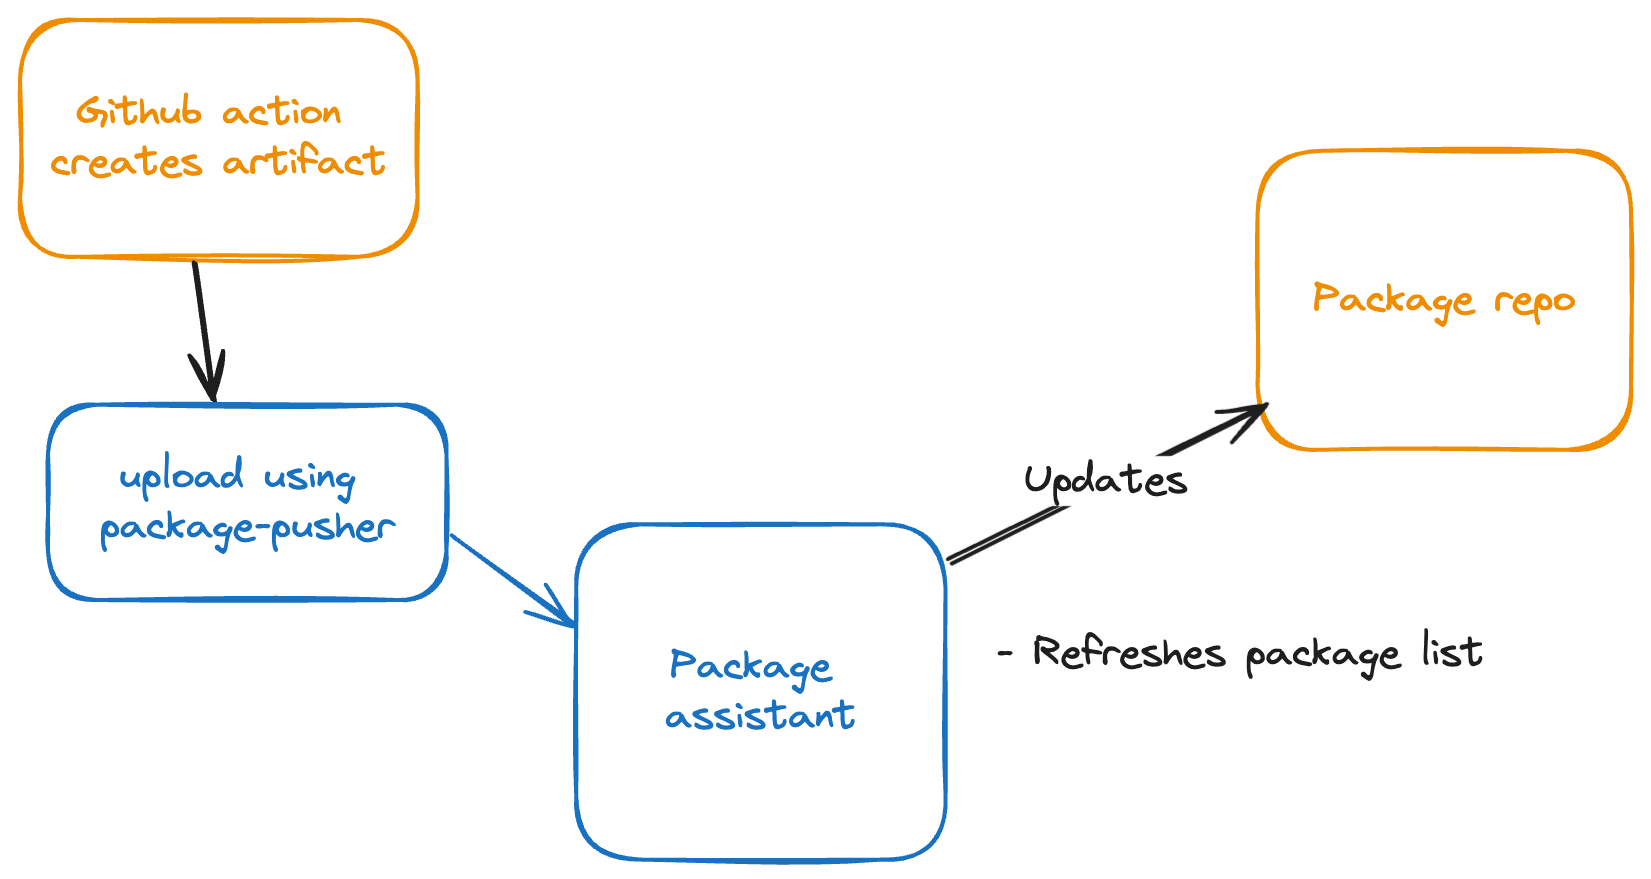 Github action
creates artifact
Package repo
upload using
package-pusher
Updates
- Refreshes package list
Package
assistant